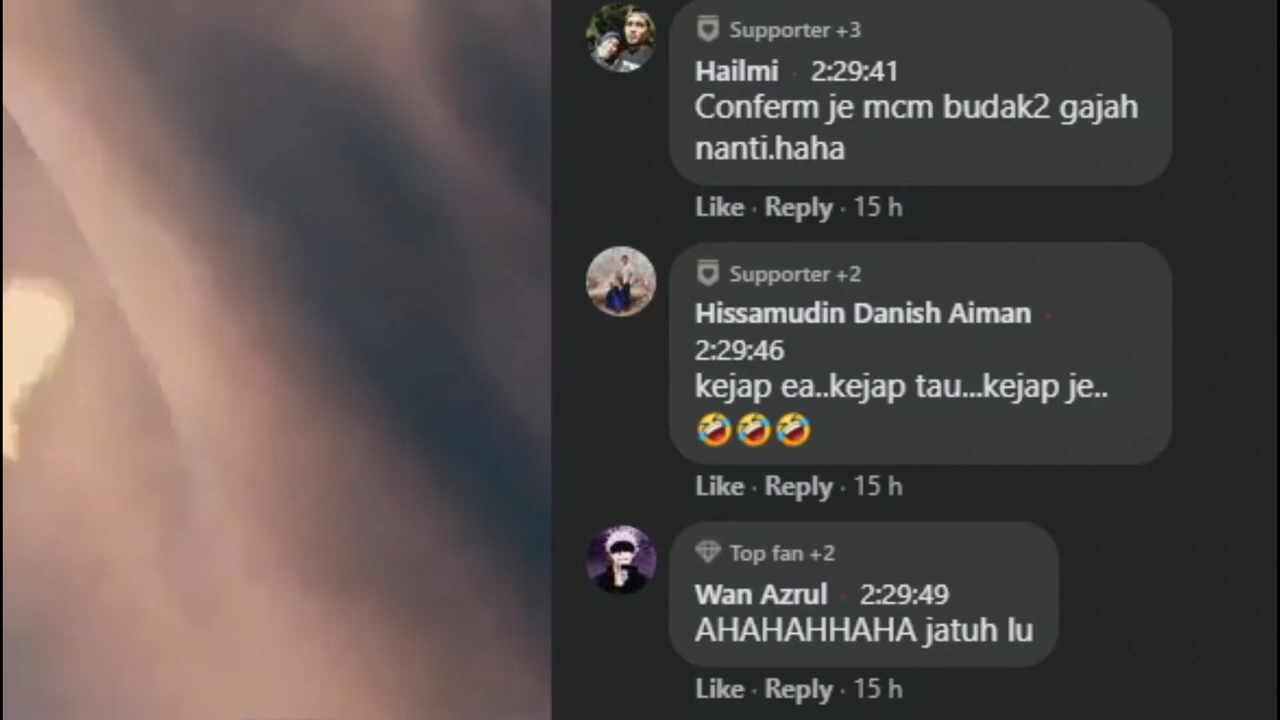 Supporter +3
Hailmi · 2:29:41
Conferm je mcm budak2 gajah
nanti.haha
Like · Reply · 15 h
Supporter +2
Hissamudin Danish Aiman ·
2:29:46
kejap ea..kejap tau...kejap je..
🤣🤣🤣
Like · Reply · 15 h
Top fan +2
Wan Azrul · 2:29:49
AHAHAHHAHA jatuh lu
Like · Reply · 15 h